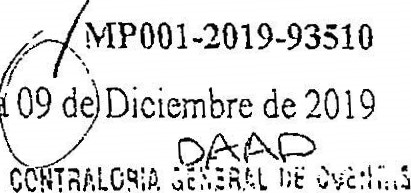 MP001-2019-93510
09 de Diciembre de 2019
DAAD
CONTRALORIA GENERAL DE